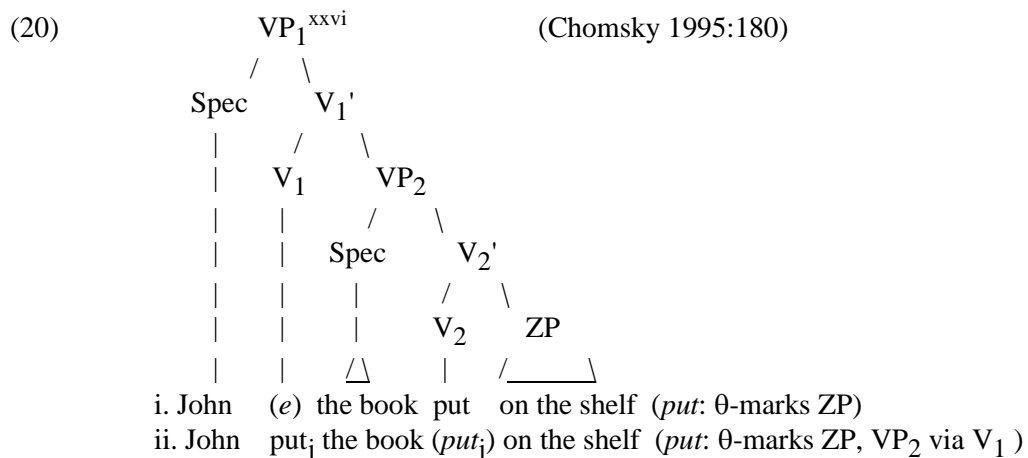 (20) VP1xxvi (Chomsky 1995:180)
Spec V1'
V1 VP2
Spec V2'
V2 ZP
i. John (e) the book put on the shelf (put: θ-marks ZP)
ii. John puti the book (puti) on the shelf (put: θ-marks ZP, VP2 via V1 )